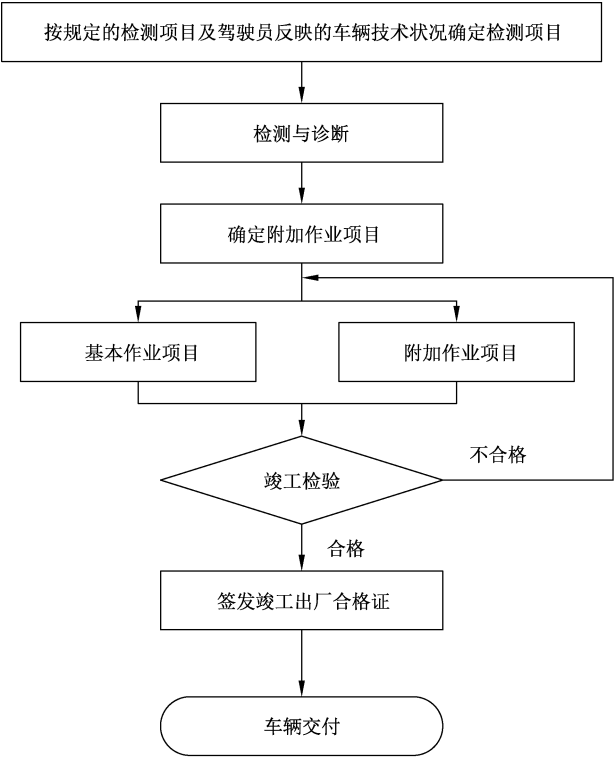 按规定的检测项目及驾驶员反映的车辆技术状况确定检测项目
检测与诊断
确定附加作业项目
基本作业项目
附加作业项目
不合格
竣工检验
合格
签发竣工出厂合格证
车辆交付